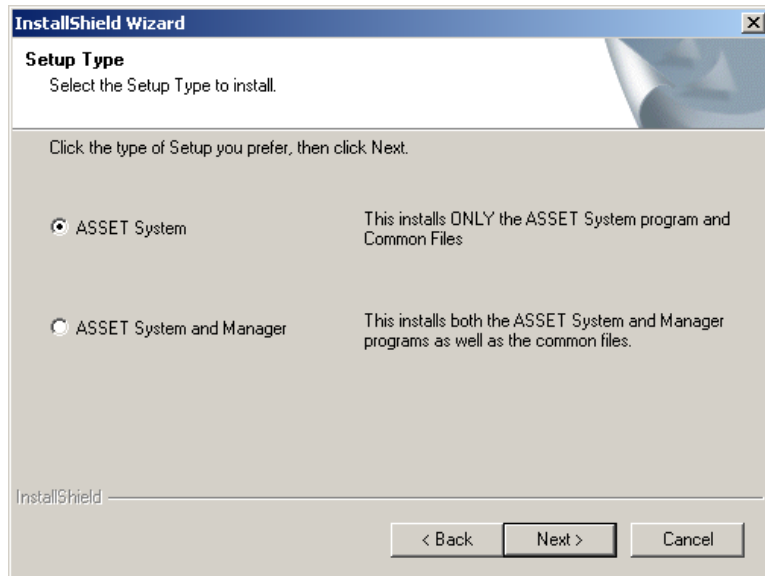 InstallShield Wizard
Setup Type
Select the Setup Type to install.
Click the type of Setup you prefer, then click Next.
ASSET System
This installs ONLY the ASSET System program and
Common Files
ASSET System and Manager
This installs both the ASSET System and Manager
programs as well as the common files.
InstallShield
< Back
Next >
Cancel